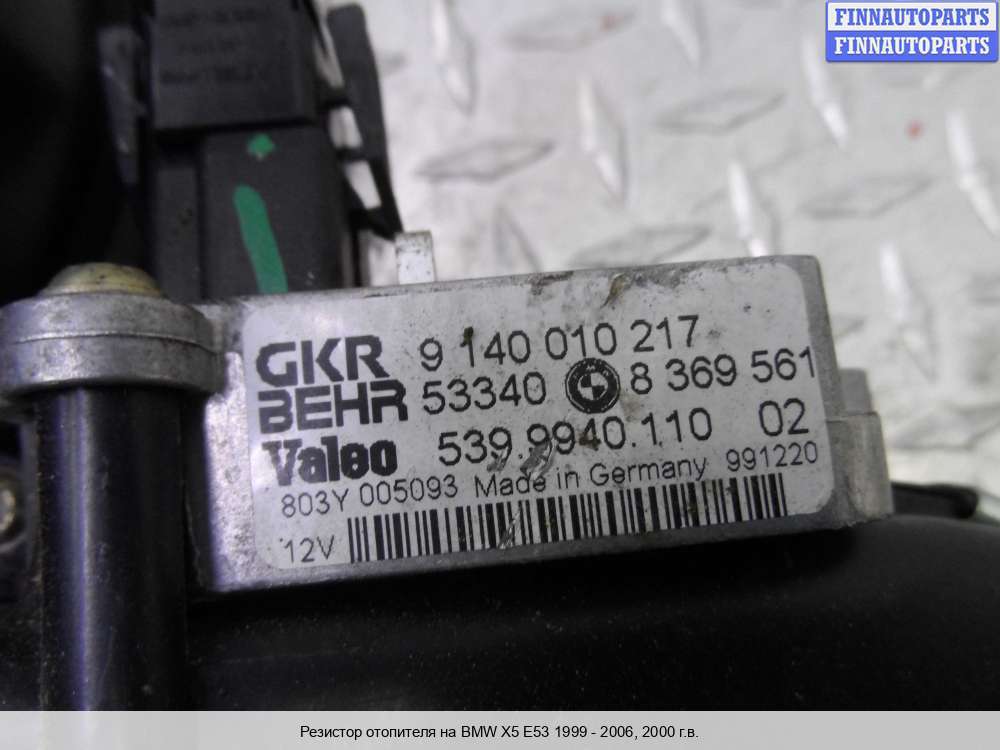 FINNAUTOPARTS
FINNAUTOPARTS
GKR 9 140 010 217
BEHR 53340 8 369 561
Valeo 539.9940.110 02
803Y 005093 Made in Germany 991220
12V
Резистор отопителя на BMW X5 E53 1999 - 2006, 2000 г.в.